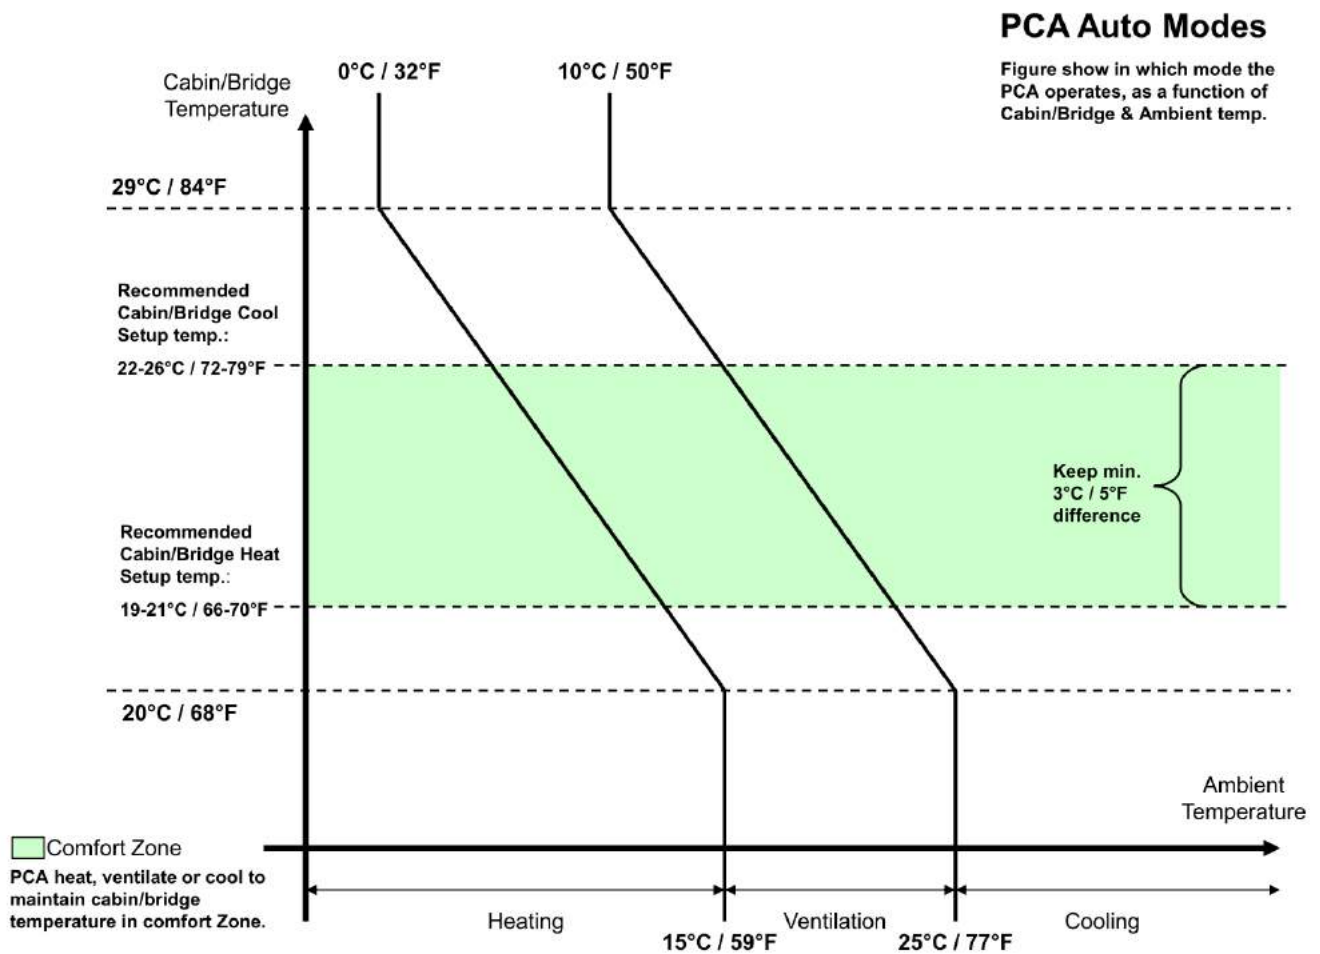 PCA Auto Modes
Figure show in which mode the
PCA operates, as a function of
Cabin/Bridge & Ambient temp.
Cabin/Bridge
Temperature
0°C / 32°F
10°C / 50°F
29°C / 84°F
Recommended
Cabin/Bridge Cool
Setup temp.:
22-26°C / 72-79°F
Keep min.
3°C / 5°F
difference
Recommended
Cabin/Bridge Heat
Setup temp.:
19-21°C / 66-70°F
20°C / 68°F
Ambient
Temperature
Comfort Zone
PCA heat, ventilate or cool to
maintain cabin/bridge
temperature in comfort Zone.
Heating
Ventilation
Cooling
15°C / 59°F
25°C / 77°F